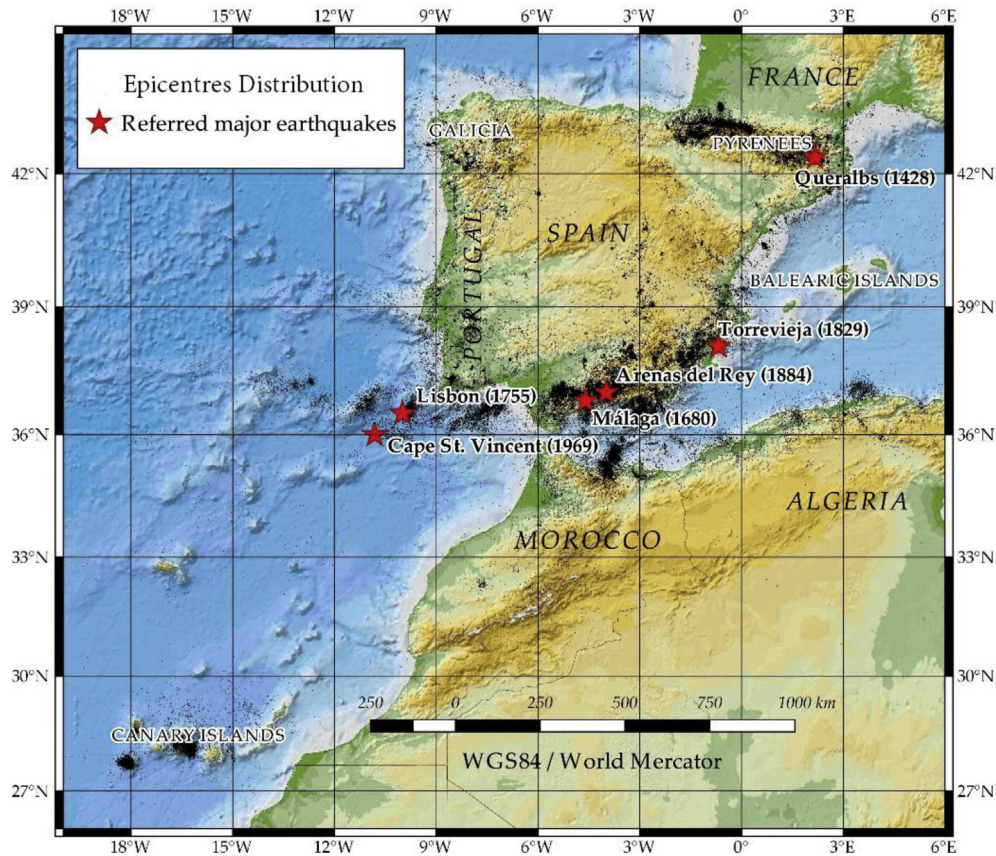 18°W 15°W 12°W 9°W 6°W 3°W 0° 3°E 6°E
Epicentres Distribution
Referred major earthquakes
FRANCE
GALICIA
PYRENEES
42°N 42°N
Queralbs (1428)
PORTUGAL
SPAIN
BALEARIC ISLANDS
39°N 39°N
Torrevieja (1829)
Arenas del Rey (1884)
Lisbon (1755)
Málaga (1680)
36°N 36°N
Cape St. Vincent (1969)
ALGERIA
MOROCCO
33°N 33°N
30°N 30°N
250 0 250 500 750 1000 km
CANARY ISLANDS
WGS84 / World Mercator
27°N 27°N
18°W 15°W 12°W 9°W 6°W 3°W 0° 3°E 6°E